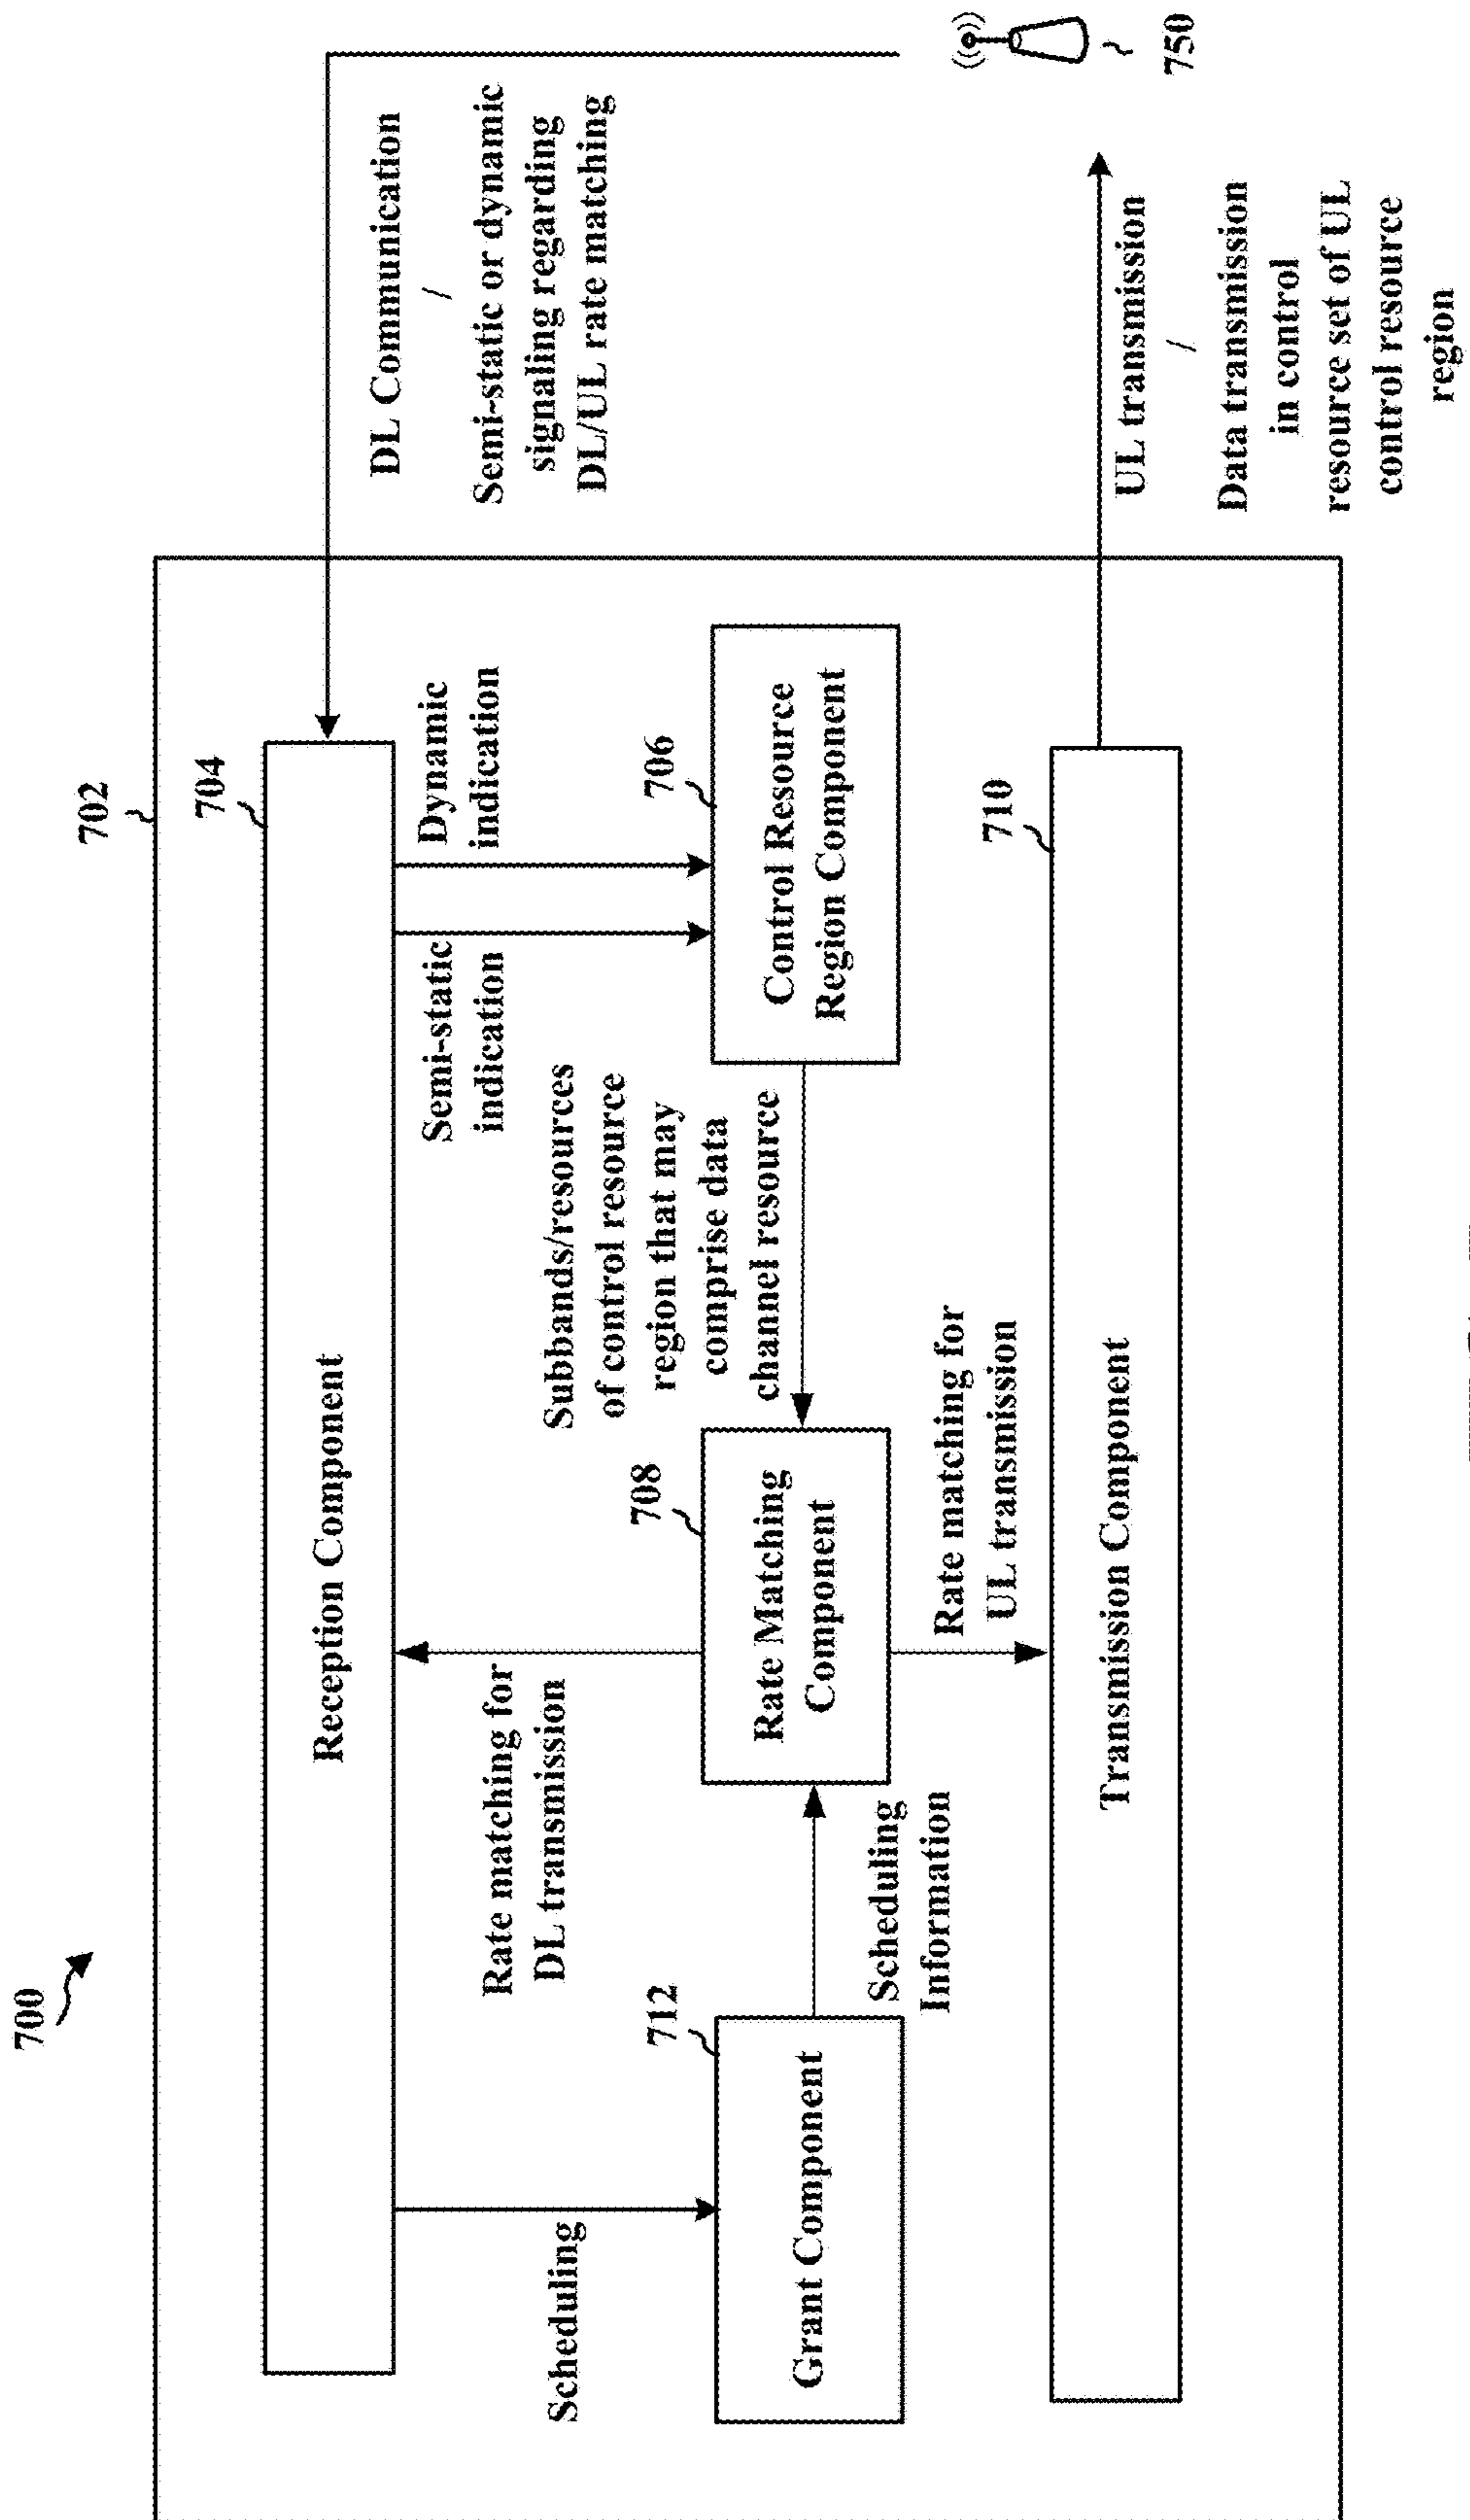 700
702
704
Reception Component
DL Communication
/
Semi-static or dynamic
signaling regarding
DL/UL rate matching
750
Scheduling
Rate matching for
DL transmission
Semi-static
indication
Dynamic
indication
712
Grant Component
Scheduling
Information
708
Rate Matching
Component
Subbands/resources
of control resource
region that may
comprise data
channel resource
706
Control Resource
Region Component
Rate matching for
UL transmission
710
Transmission Component
UL transmission
/
Data transmission
in control
resource set of UL
control resource
region